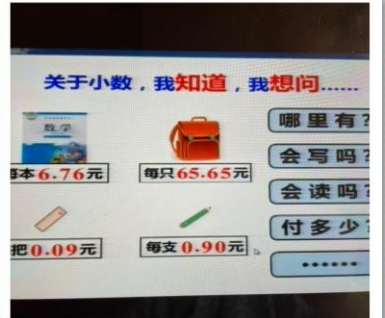 关于小数，我知道，我想问……
数学
每本6.76元
每只65.65元
把0.09元
每支0.90元
哪里有？
会写吗？
会读吗？
付多少？
……